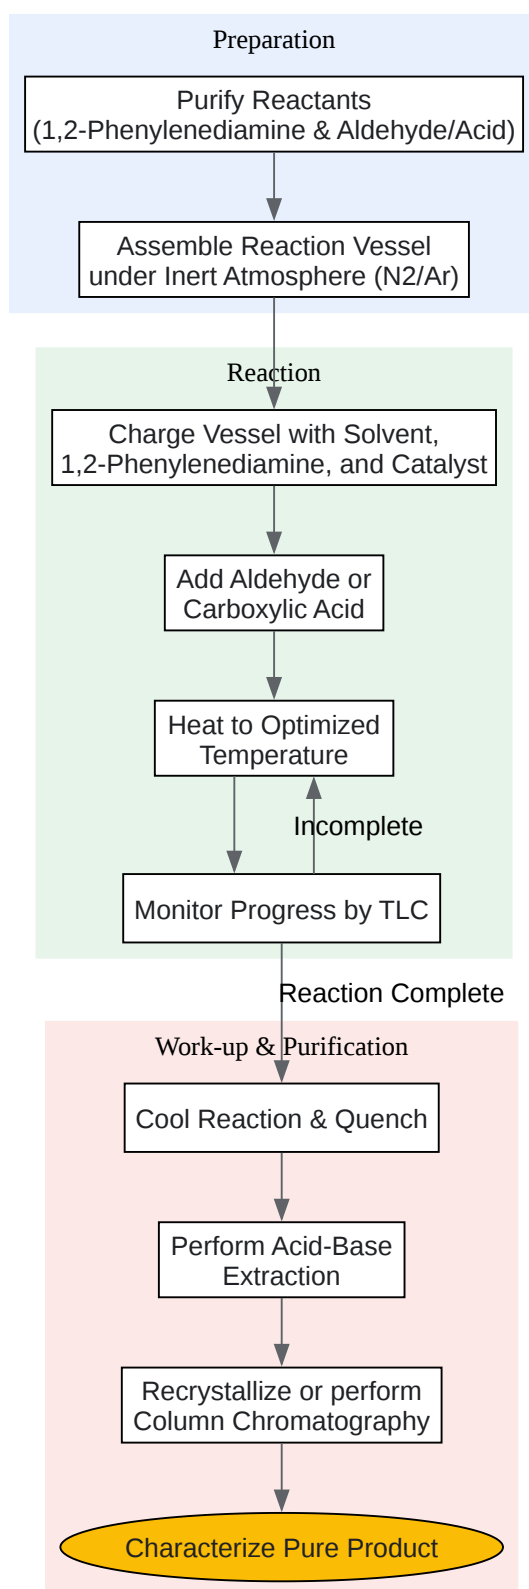 Preparation
Purify Reactants
(1,2-Phenylenediamine & Aldehyde/Acid)
Assemble Reaction Vessel
under Inert Atmosphere (N2/Ar)
Reaction
Charge Vessel with Solvent,
1,2-Phenylenediamine, and Catalyst
Add Aldehyde or
Carboxylic Acid
Heat to Optimized
Temperature
Incomplete
Monitor Progress by TLC
Reaction Complete
Work-up & Purification
Cool Reaction & Quench
Perform Acid-Base
Extraction
Recrystallize or perform
Column Chromatography
Characterize Pure Product